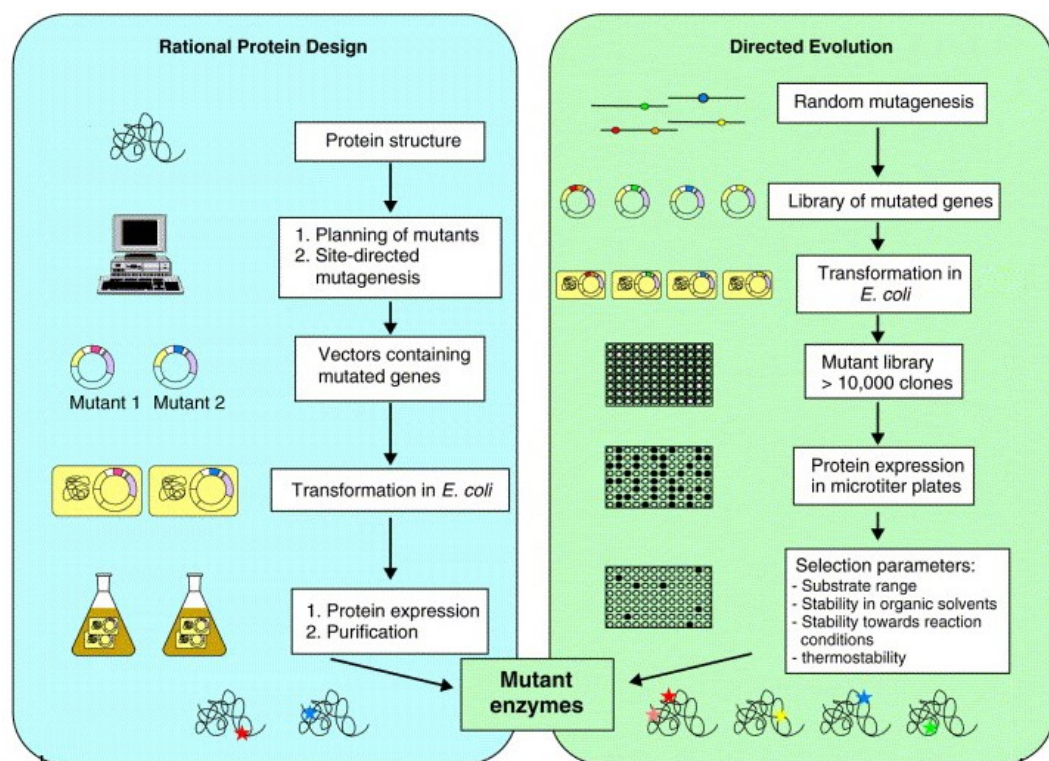 Rational Protein Design
Protein structure
1. Planning of mutants
2. Site-directed
mutagenesis
Vectors containing
mutated genes
Mutant 1 Mutant 2
Transformation in E. coli
1. Protein expression
2. Purification
Directed Evolution
Random mutagenesis
Library of mutated genes
Transformation in
E. coli
Mutant library
> 10,000 clones
Protein expression
in microtiter plates
Selection parameters:
- Substrate range
- Stability in organic solvents
- Stability towards reaction
conditions
- thermostability
Mutant
enzymes